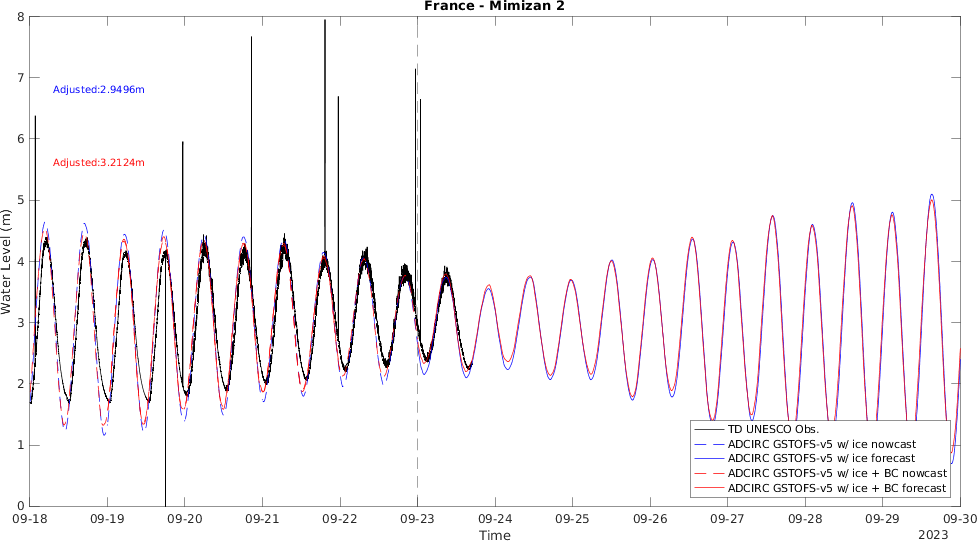 France - Mimizan 2
8
7
6
5
4
3
2
1
0
Water Level (m)
Adjusted:2.9496m
Adjusted:3.2124m
TD UNESCO Obs.
ADCIRC GSTOFS-v5 w/ ice nowcast
ADCIRC GSTOFS-v5 w/ ice forecast
ADCIRC GSTOFS-v5 w/ ice + BC nowcast
ADCIRC GSTOFS-v5 w/ ice + BC forecast
09-18 09-19 09-20 09-21 09-22 09-23 09-24 09-25 09-26 09-27 09-28 09-29 09-30
Time
2023